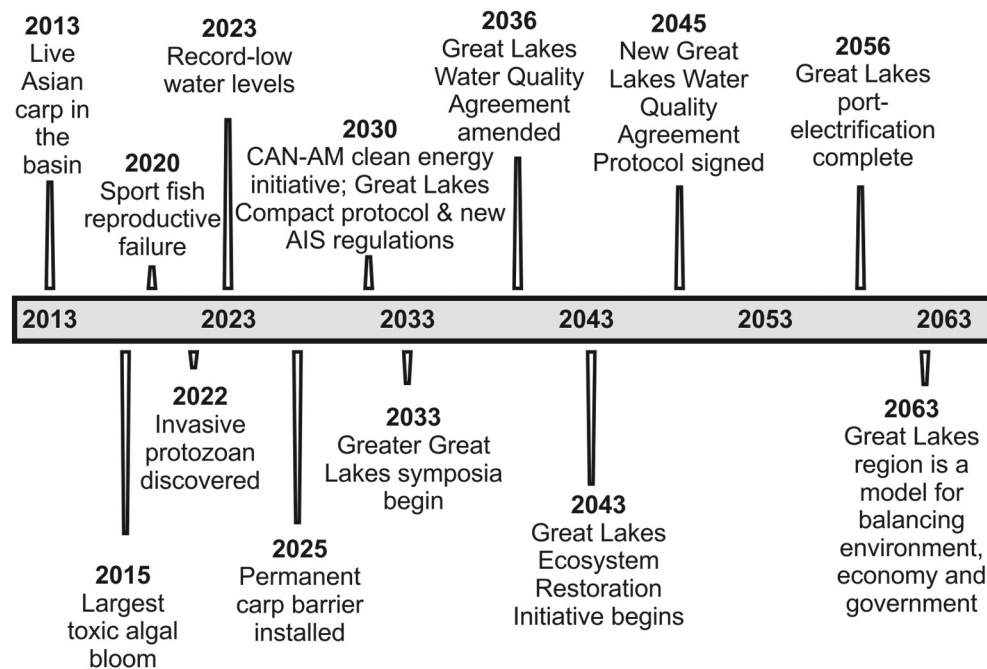 2013
Live
Asian
carp in
the
basin
2020
Sport fish
reproductive
failure
2023
Record-low
water levels
2030
CAN-AM clean energy
initiative; Great Lakes
Compact protocol & new
AIS regulations
2036
Great Lakes
Water Quality
Agreement
amended
2045
New Great
Lakes Water
Quality
Agreement
Protocol signed
2056
Great Lakes
port-
electrification
complete
2013 2023 2033 2043 2053 2063
2015
Largest
toxic algal
bloom
2022
Invasive
protozoan
discovered
2025
Permanent
carp barrier
installed
2033
Greater Great
Lakes symposia
begin
2043
Great Lakes
Ecosystem
Restoration
Initiative begins
2063
Great Lakes
region is a
model for
balancing
environment,
economy and
government